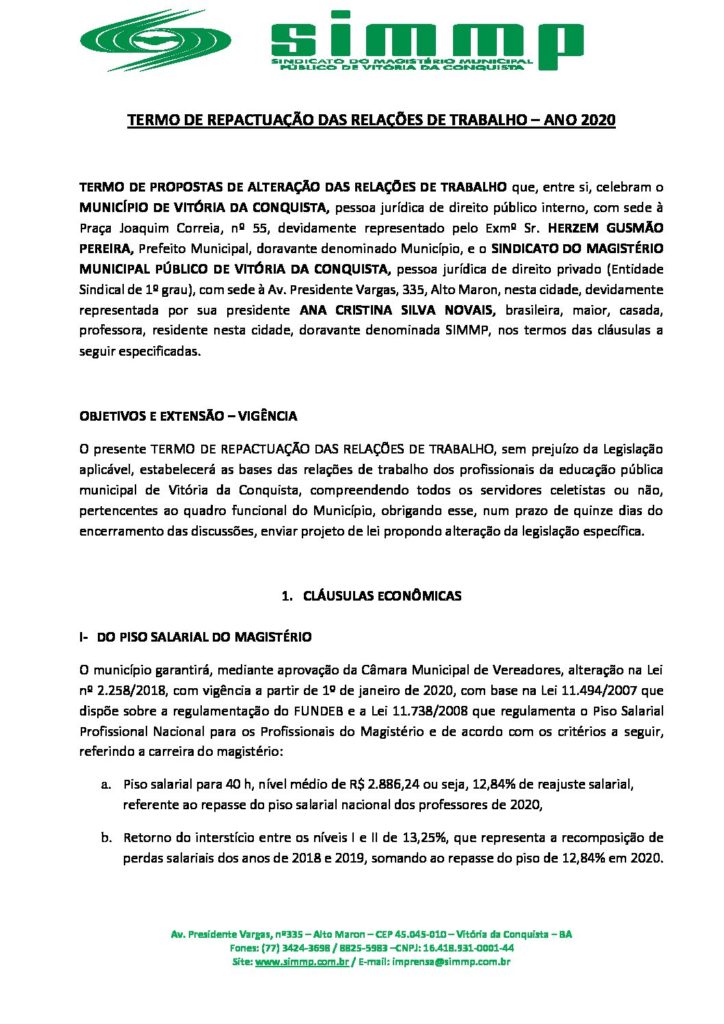 simmp
SINDICATO DO MAGISTÉRIO MUNICIPAL
PÚBLICO DE VITÓRIA DA CONQUISTA
TERMO DE REPACTUAÇÃO DAS RELAÇÕES DE TRABALHO – ANO 2020
TERMO DE PROPOSTAS DE ALTERAÇÃO DAS RELAÇÕES DE TRABALHO que, entre si, celebram o
MUNICÍPIO DE VITÓRIA DA CONQUISTA, pessoa jurídica de direito público interno, com sede à
Praça Joaquim Correia, nº 55, devidamente representado pelo Exmº Sr. HERZEM GUSMÃO
PEREIRA, Prefeito Municipal, doravante denominado Município, e o SINDICATO DO MAGISTÉRIO
MUNICIPAL PÚBLICO DE VITÓRIA DA CONQUISTA, pessoa jurídica de direito privado (Entidade
Sindical de 1º grau), com sede à Av. Presidente Vargas, 335, Alto Maron, nesta cidade, devidamente
representada por sua presidente ANA CRISTINA SILVA NOVAIS, brasileira, maior, casada,
professora, residente nesta cidade, doravante denominada SIMMP, nos termos das cláusulas a
seguir especificadas.
OBJETIVOS E EXTENSÃO – VIGÊNCIA
O presente TERMO DE REPACTUAÇÃO DAS RELAÇÕES DE TRABALHO, sem prejuízo da Legislação
aplicável, estabelecerá as bases das relações de trabalho dos profissionais da educação pública
municipal de Vitória da Conquista, compreendendo todos os servidores celetistas ou não,
pertencentes ao quadro funcional do Município, obrigando esse, num prazo de quinze dias do
encerramento das discussões, enviar projeto de lei propondo alteração da legislação específica.
1. CLÁUSULAS ECONÔMICAS
I- DO PISO SALARIAL DO MAGISTÉRIO
O município garantirá, mediante aprovação da Câmara Municipal de Vereadores, alteração na Lei
nº 2.258/2018, com vigência a partir de 1º de janeiro de 2020, com base na Lei 11.494/2007 que
dispõe sobre a regulamentação do FUNDEB e a Lei 11.738/2008 que regulamenta o Piso Salarial
Profissional Nacional para os Profissionais do Magistério e de acordo com os critérios a seguir,
referindo a carreira do magistério:
a. Piso salarial para 40 h, nível médio de R$ 2.886,24 ou seja, 12,84% de reajuste salarial,
referente ao repasse do piso salarial nacional dos professores de 2020,
b. Retorno do interstício entre os níveis I e II de 13,25%, que representa a recomposição de
perdas salariais dos anos de 2018 e 2019, somando ao repasse do piso de 12,84% em 2020.
Av. Presidente Vargas, nº335 – Alto Maron – CEP 45.045-010 – Vitória da Conquista – BA
Fones: (77) 3424-3698 / 8825-5983 –CNPJ: 16.418.931-0001-44
Site: www.simmp.com.br / E-mail: imprensa@simmp.com.br